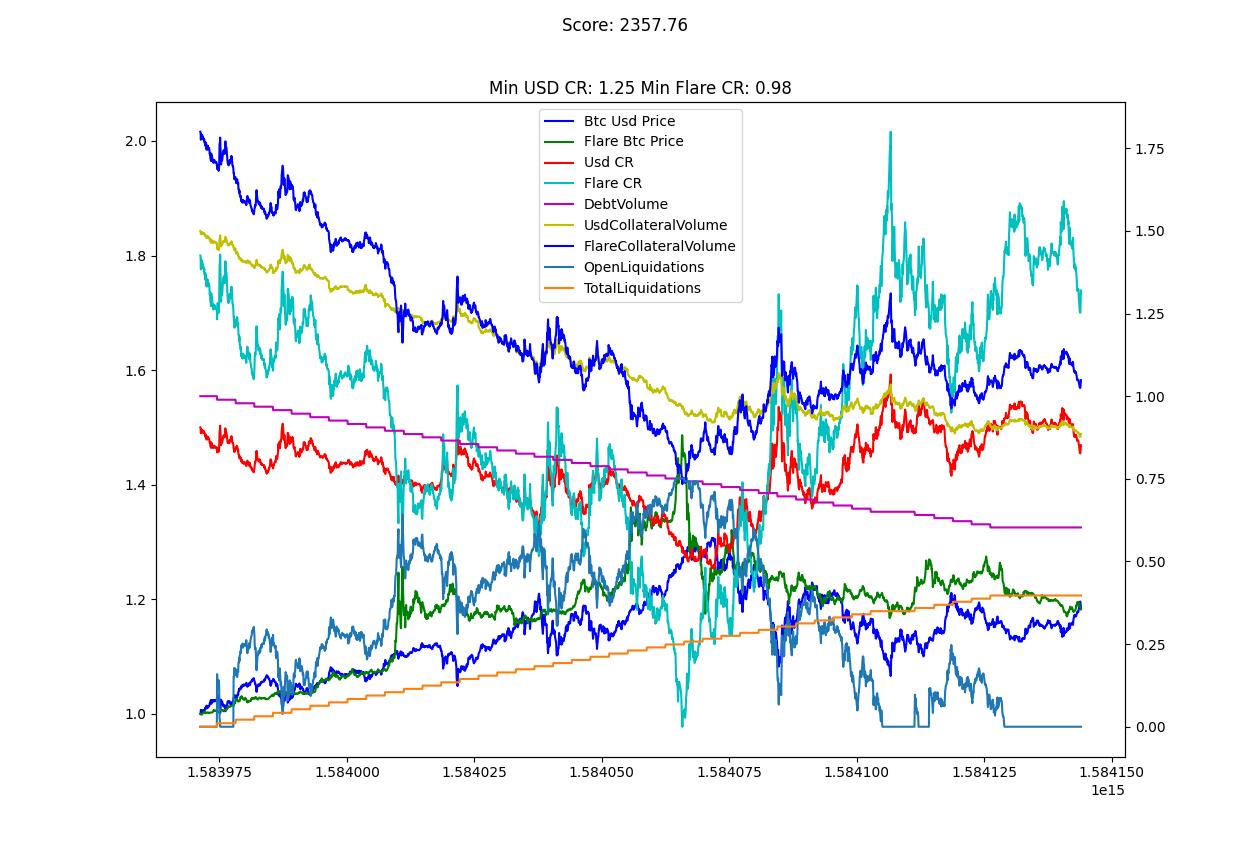 Score: 2357.76
Min USD CR: 1.25 Min Flare CR: 0.98
Btc Usd Price
Flare Btc Price
Usd CR
Flare CR
DebtVolume
UsdCollateralVolume
FlareCollateralVolume
OpenLiquidations
TotalLiquidations
2.0
1.8
1.6
1.4
1.2
1.0
1.75
1.50
1.25
1.00
0.75
0.50
0.25
0.00
1.583975 1.584000 1.584025 1.584050 1.584075 1.584100 1.584125 1.584150
1e15